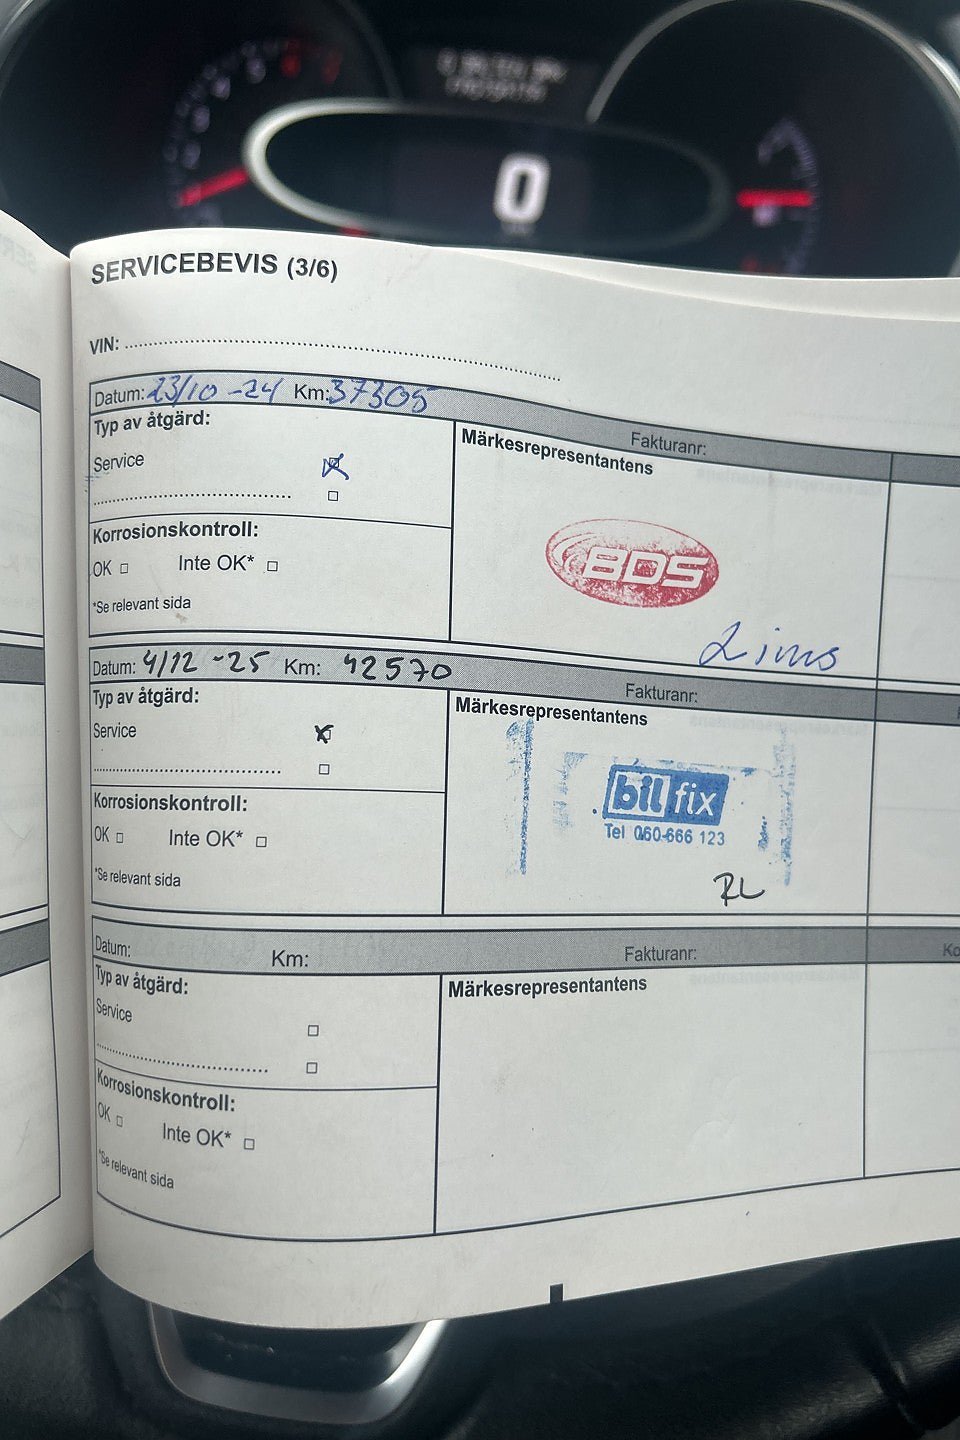 0
SERVICEBEVIS (3/6)
VIN:
Datum: 23/10 -24 Km: 37305 Fakturanr:
Typ av åtgärd:
Service
Märkesrepresentantens
BDS
Korrosionskontroll:
OK Inte OK*
*Se relevant sida
Datum: 4/12 -25 Km: 42570 Fakturanr:
Typ av åtgärd:
Service
Märkesrepresentantens
bilfix
Tel 060-666 123
RL
Korrosionskontroll:
OK Inte OK*
*Se relevant sida
Datum: Km: Fakturanr: Ko
Typ av åtgärd:
Service
Märkesrepresentantens
Korrosionskontroll:
OK Inte OK*
*Se relevant sida